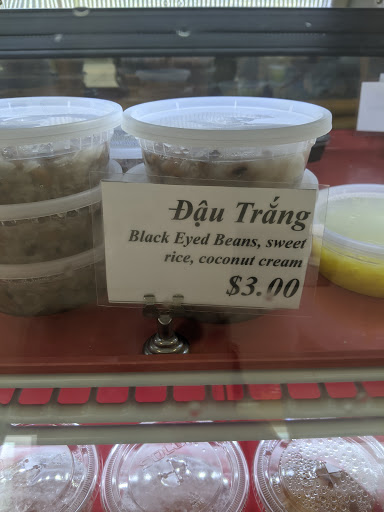 Đậu Trắng
Black Eyed Beans, sweet
rice, coconut cream
$3.00